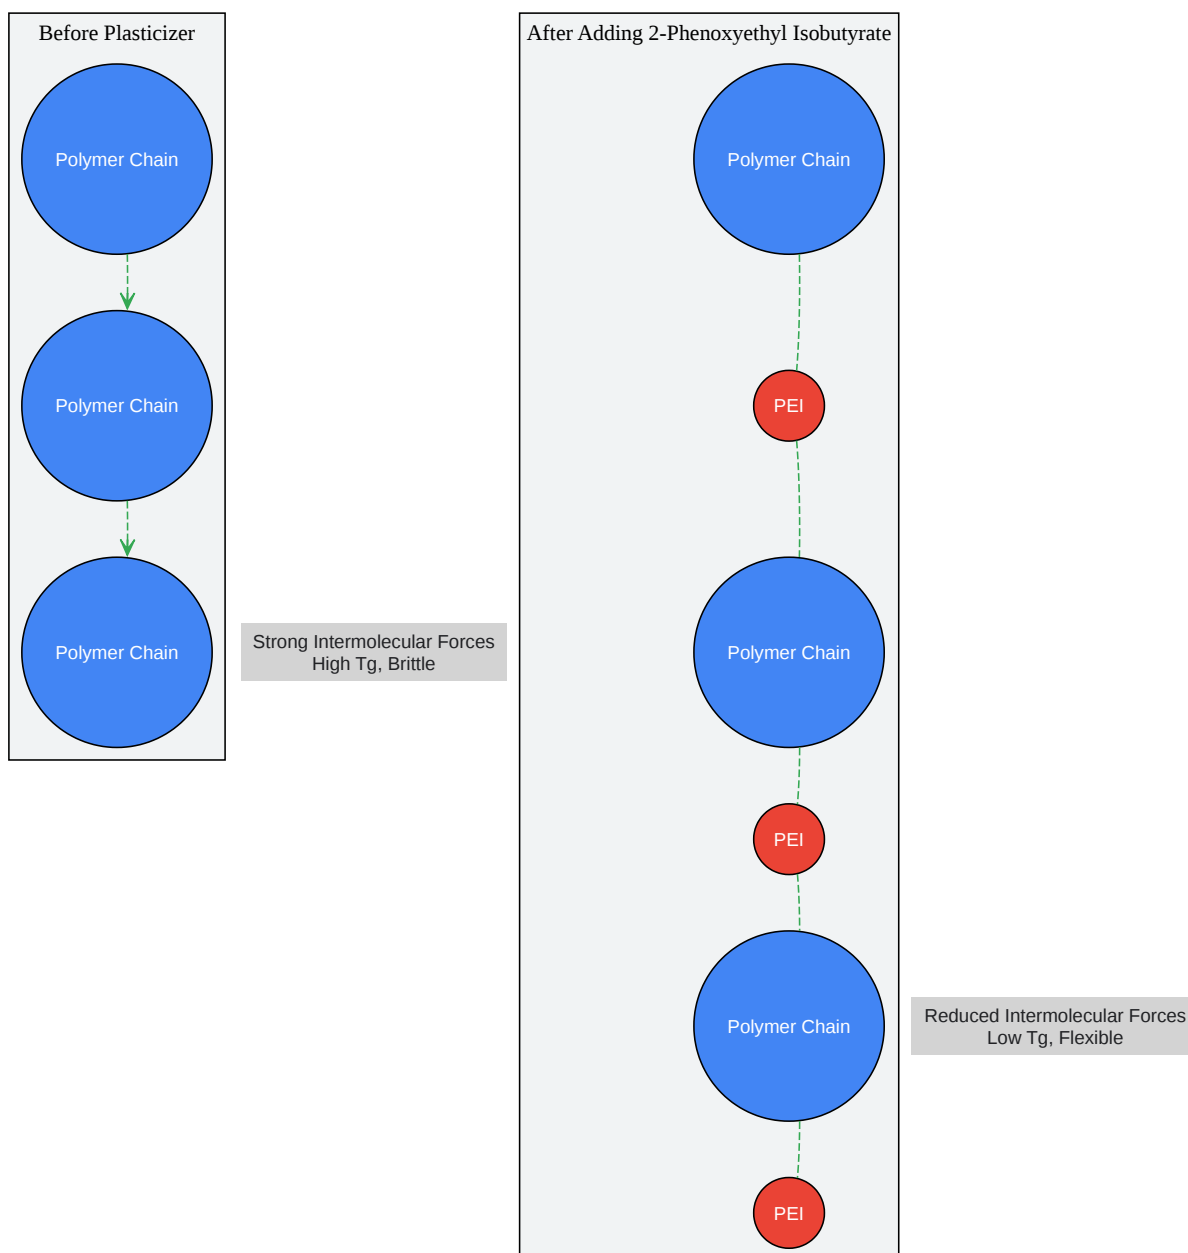 Before Plasticizer
Polymer Chain
Polymer Chain
Polymer Chain
Strong Intermolecular Forces
High Tg, Brittle
After Adding 2-Phenoxyethyl Isobutyrate
Polymer Chain
PEI
Polymer Chain
PEI
Polymer Chain
Reduced Intermolecular Forces
Low Tg, Flexible
PEI